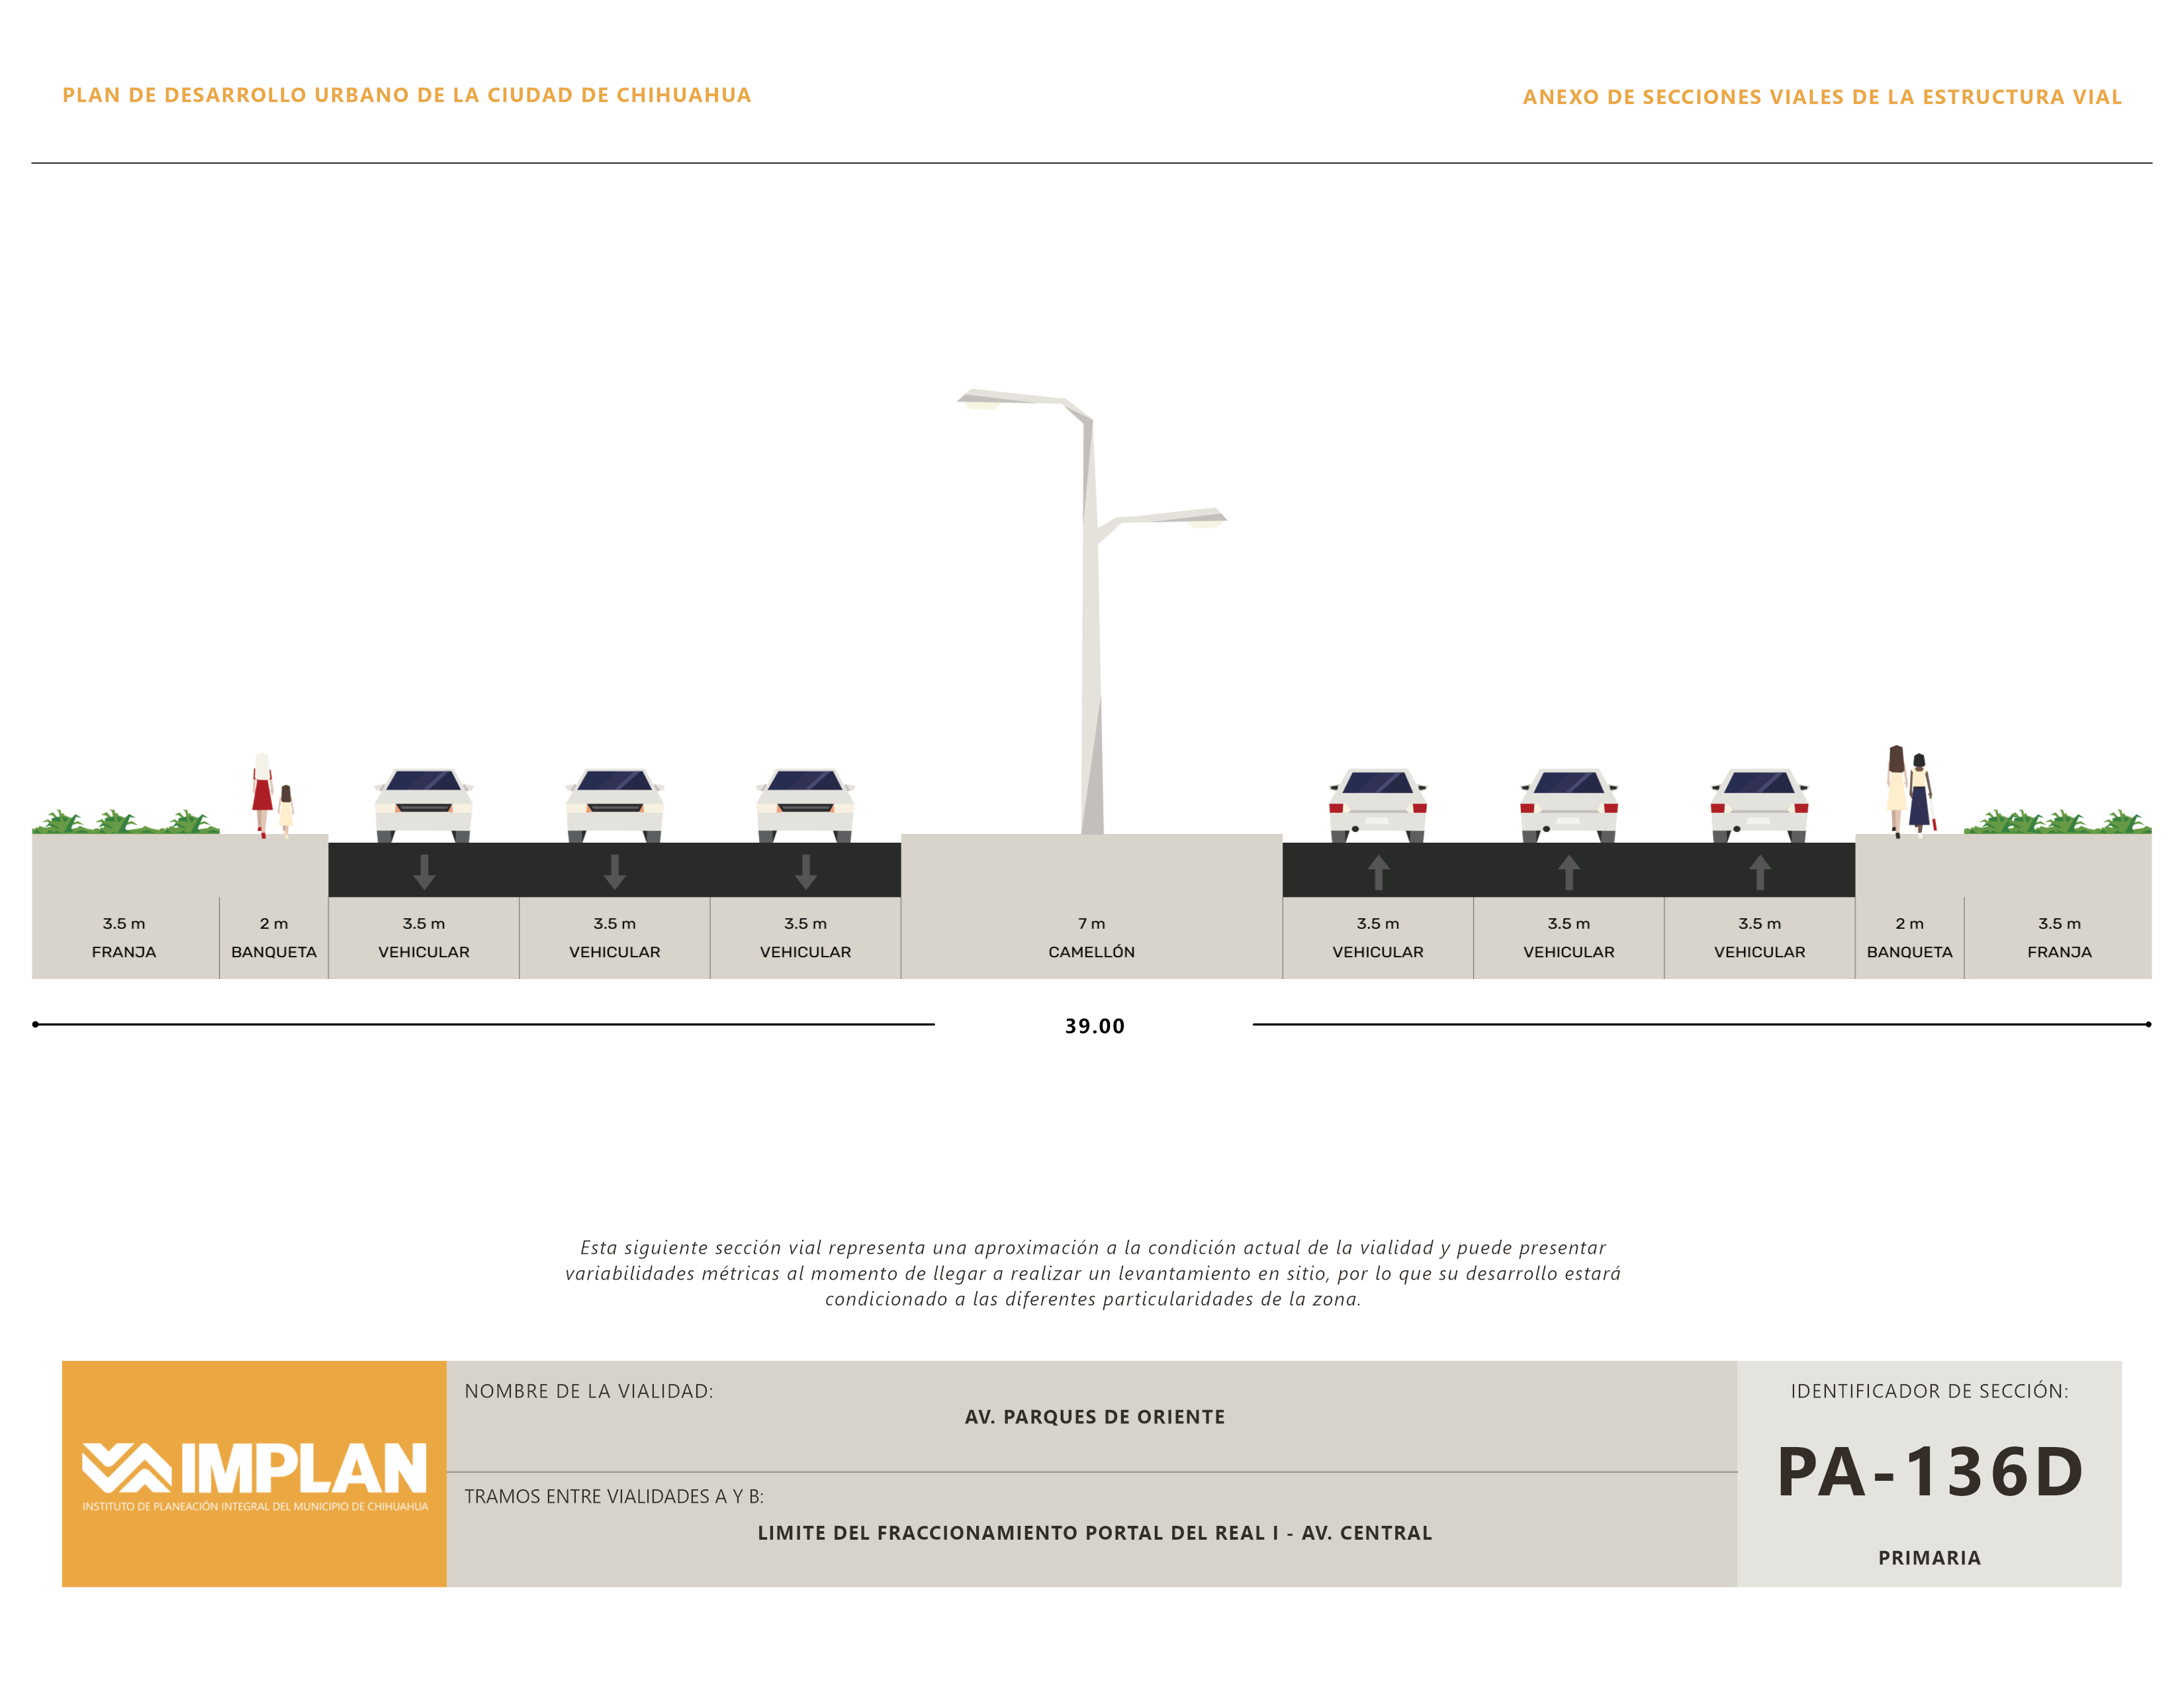 PLAN DE DESARROLLO URBANO DE LA CIUDAD DE CHIHUAHUA
ANEXO DE SECCIONES VIALES DE LA ESTRUCTURA VIAL
3.5 m 2 m 3.5 m 3.5 m 3.5 m 7 m 3.5 m 3.5 m 3.5 m 2 m 3.5 m
FRANJA BANQUETA VEHICULAR VEHICULAR VEHICULAR CAMELLÓN VEHICULAR VEHICULAR VEHICULAR BANQUETA FRANJA
39.00
Esta siguiente sección vial representa una aproximación a la condición actual de la vialidad y puede presentar
variabilidades métricas al momento de llegar a realizar un levantamiento en sitio, por lo que su desarrollo estará
condicionado a las diferentes particularidades de la zona.
IMPLAN
INSTITUTO DE PLANEACIÓN INTEGRAL DEL MUNICIPIO DE CHIHUAHUA
NOMBRE DE LA VIALIDAD:
AV. PARQUES DE ORIENTE
TRAMOS ENTRE VIALIDADES A Y B:
LIMITE DEL FRACCIONAMIENTO PORTAL DEL REAL I - AV. CENTRAL
IDENTIFICADOR DE SECCIÓN:
PA-136D
PRIMARIA